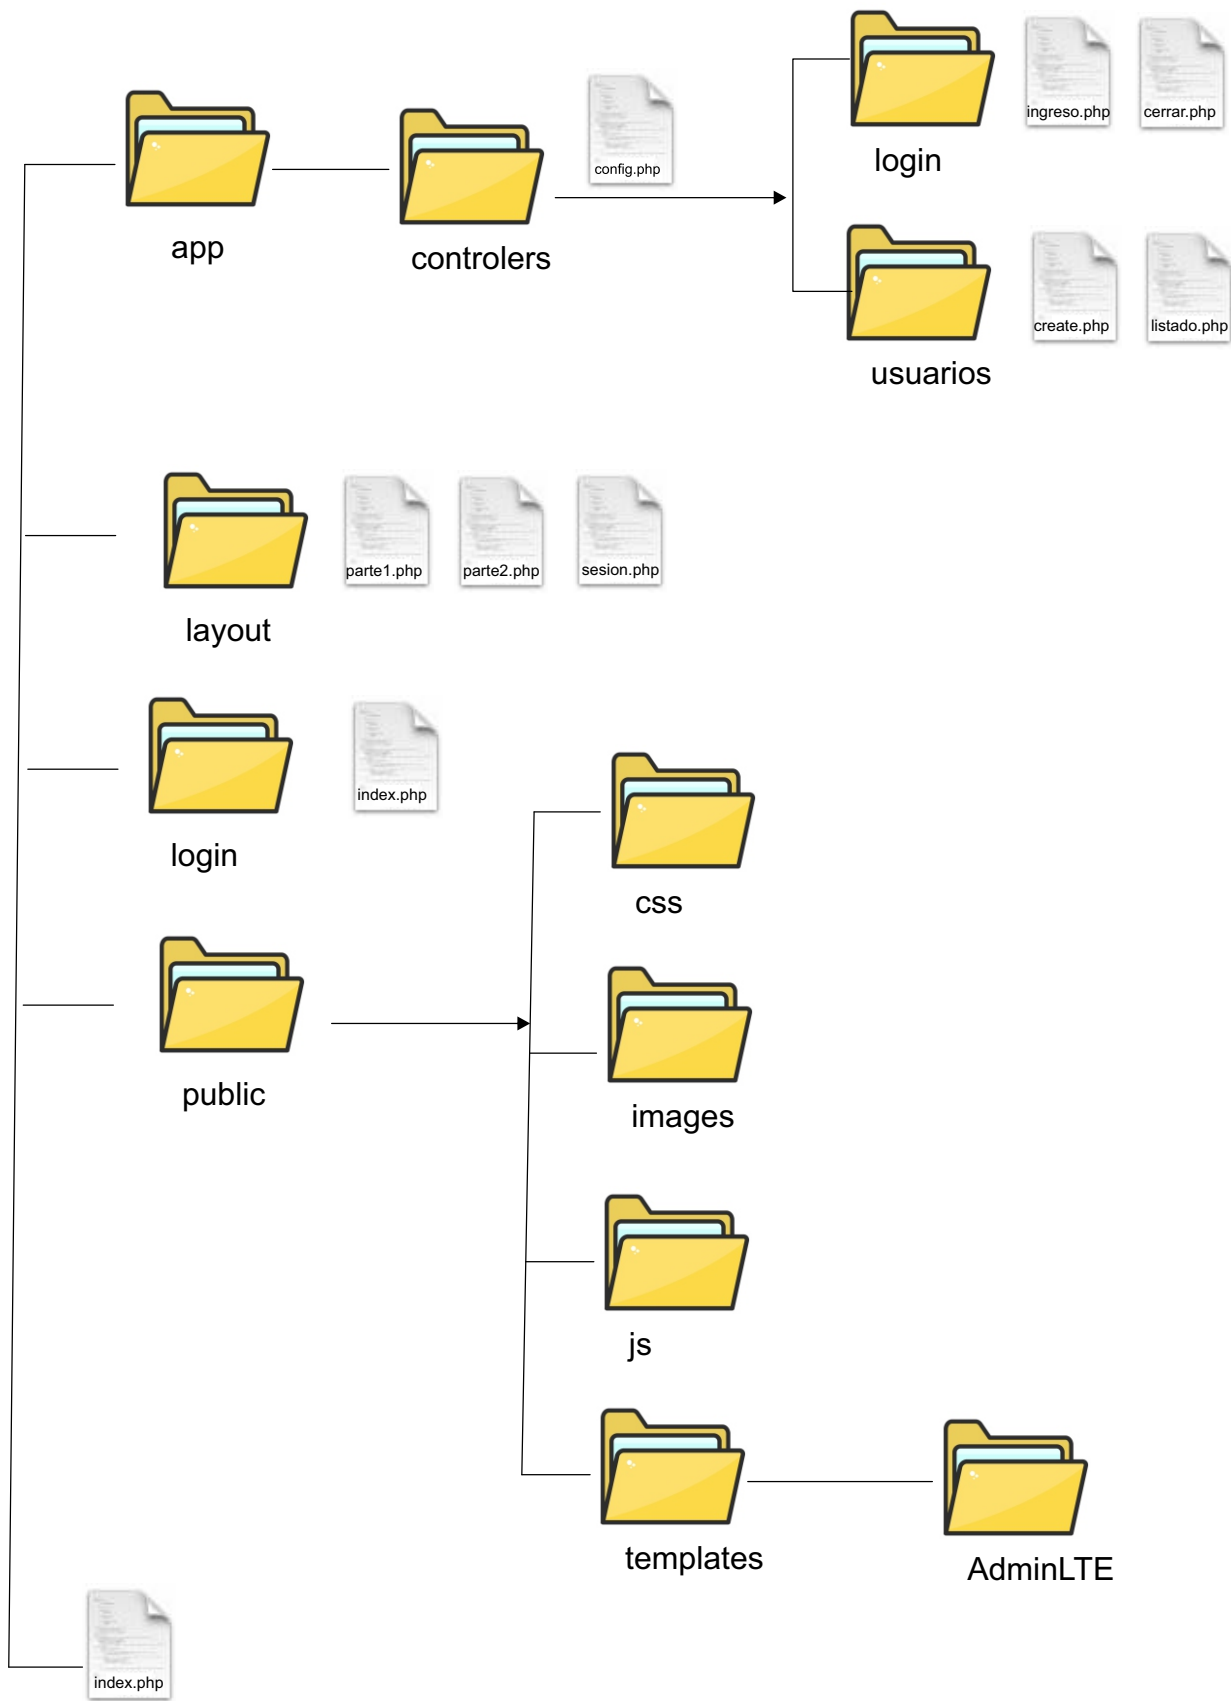 ingreso.php
cerrar.php
login
config.php
app
controlers
create.php
listado.php
usuarios
parte1.php
parte2.php
sesion.php
layout
index.php
login
css
public
images
js
templates
AdminLTE
index.php